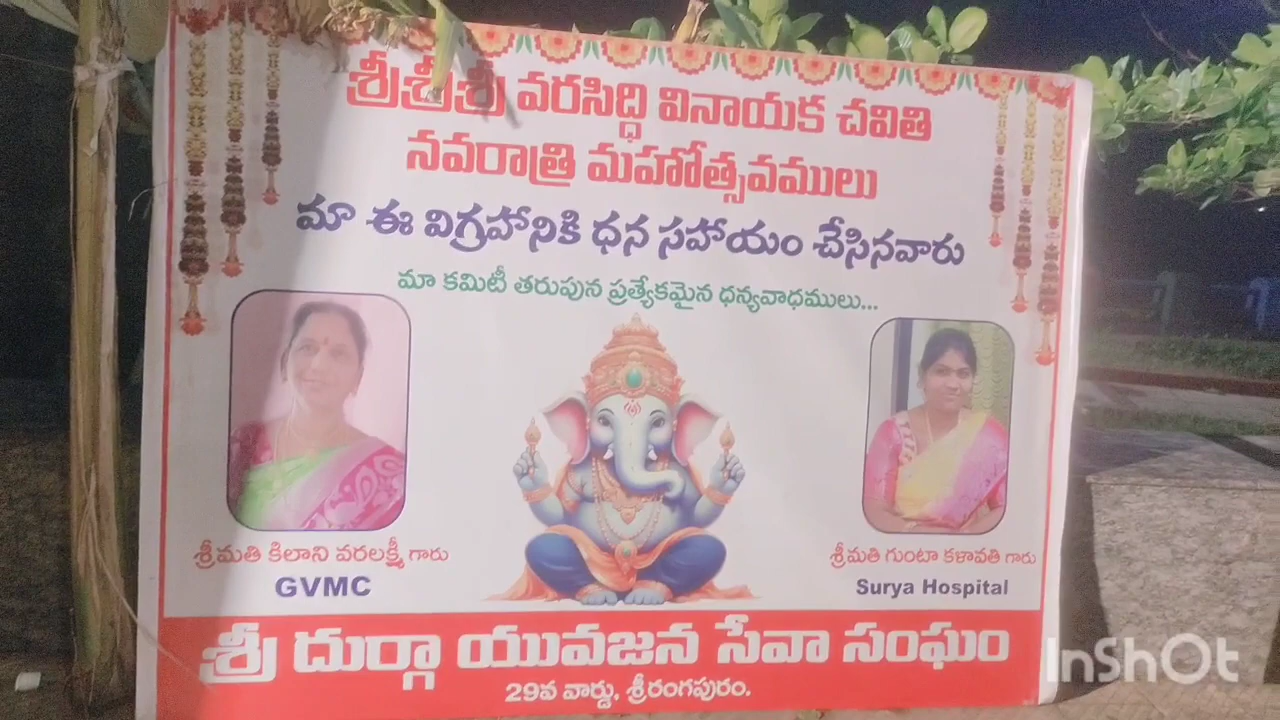 శ్రీశ్రీశ్రీ వరసిద్ధి వినాయక చవితి
నవరాత్రి మహోత్సవములు
మా ఈ విగ్రహానికి ధన సహాయం చేసినవారు
మా కమిటీ తరుపున ప్రత్యేకమైన ధన్యవాధములు...
శ్రీమతి కిలాని వరలక్ష్మీ గారు
GVMC
శ్రీమతి గుంటా కళావతి గారు
Surya Hospital
శ్రీ దుర్గా యువజన సేవా సంఘం
29వ వార్డు, శ్రీరంగపురం.
InShOt